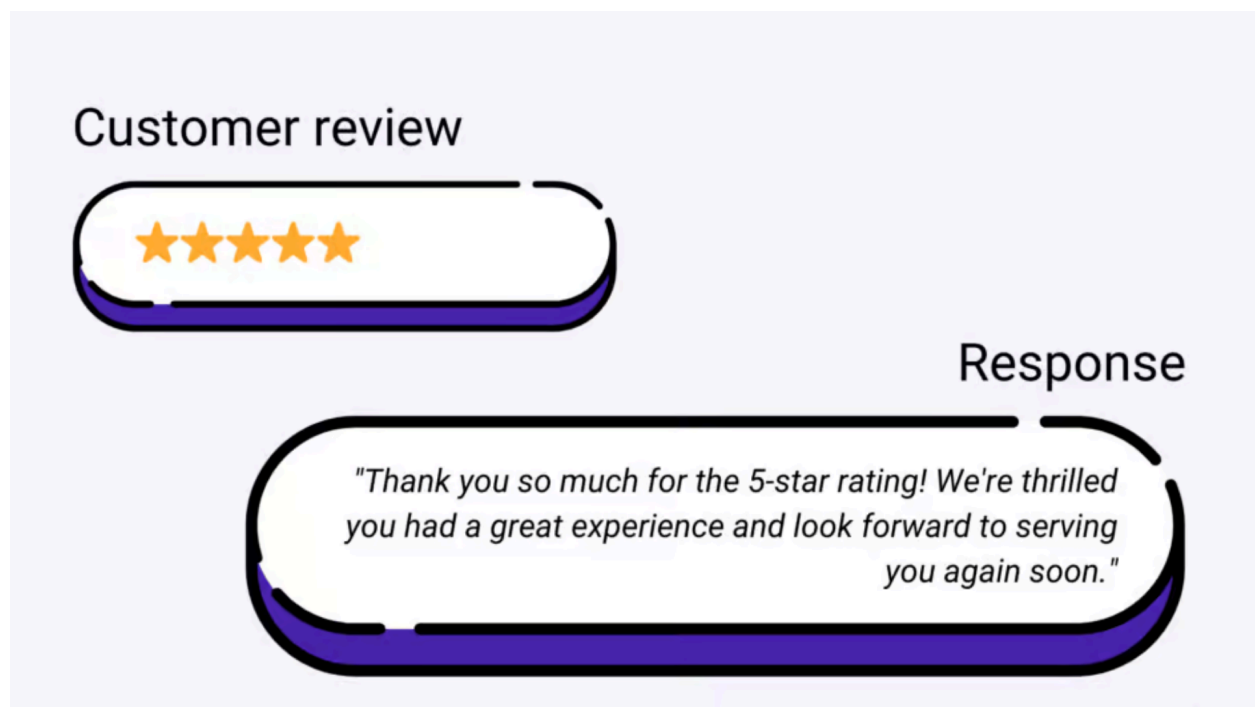 Customer review
Response
"Thank you so much for the 5-star rating! We're thrilled
you had a great experience and look forward to serving
you again soon."